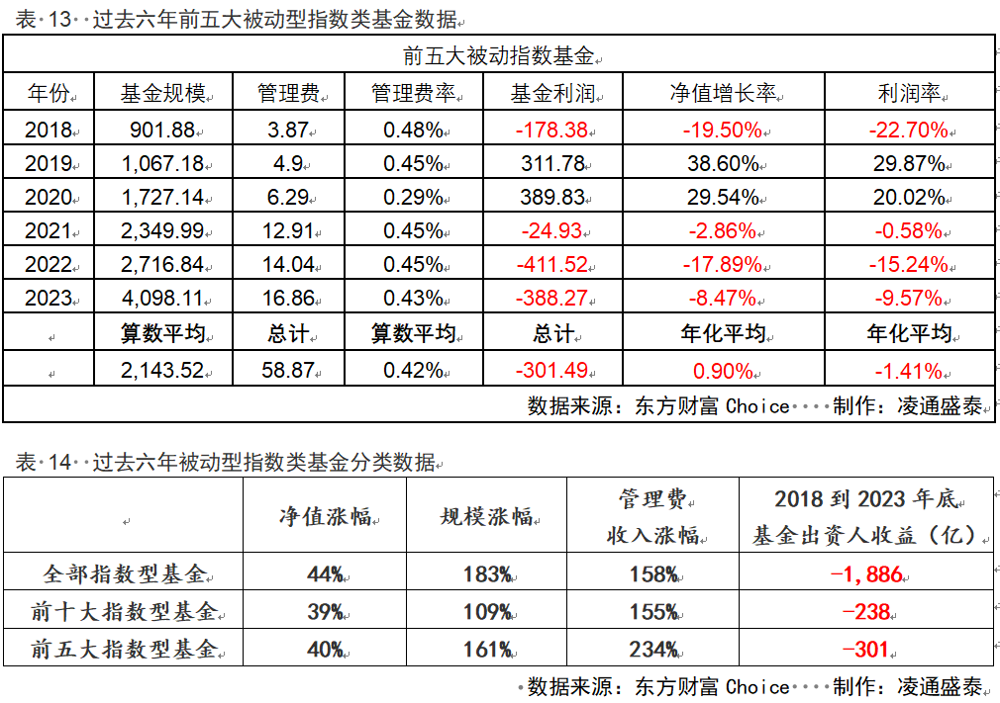 表 13  过去六年前五大被动型指数类基金数据
前五大被动指数基金
年份 基金规模 管理费 管理费率 基金利润 净值增长率 利润率
2018 901.88 3.87 0.48% -178.38 -19.50% -22.70%
2019 1,067.18 4.9 0.45% 311.78 38.60% 29.87%
2020 1,727.14 6.29 0.29% 389.83 29.54% 20.02%
2021 2,349.99 12.91 0.45% -24.93 -2.86% -0.58%
2022 2,716.84 14.04 0.45% -411.52 -17.89% -15.24%
2023 4,098.11 16.86 0.43% -388.27 -8.47% -9.57%
算数平均 总计 算数平均 总计 年化平均 年化平均
2,143.52 58.87 0.42% -301.49 0.90% -1.41%
数据来源：东方财富 Choice    制作：凌通盛泰
表 14  过去六年被动型指数类基金分类数据
净值涨幅 规模涨幅 管理费 收入涨幅 2018 到 2023 年底 基金出资人收益（亿）
全部指数型基金 44% 183% 158% -1,886
前十大指数型基金 39% 109% 155% -238
前五大指数型基金 40% 161% 234% -301
数据来源：东方财富 Choice    制作：凌通盛泰